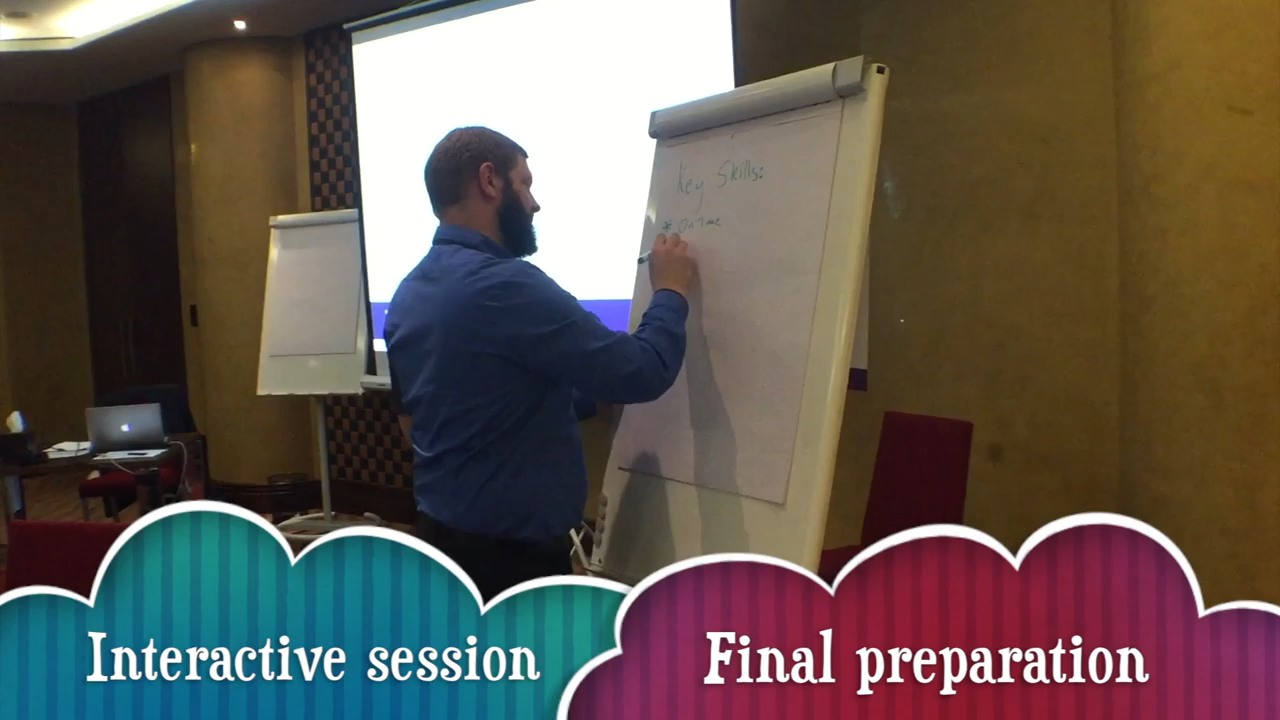 Key Skills:
* On Time
Interactive session
Final preparation